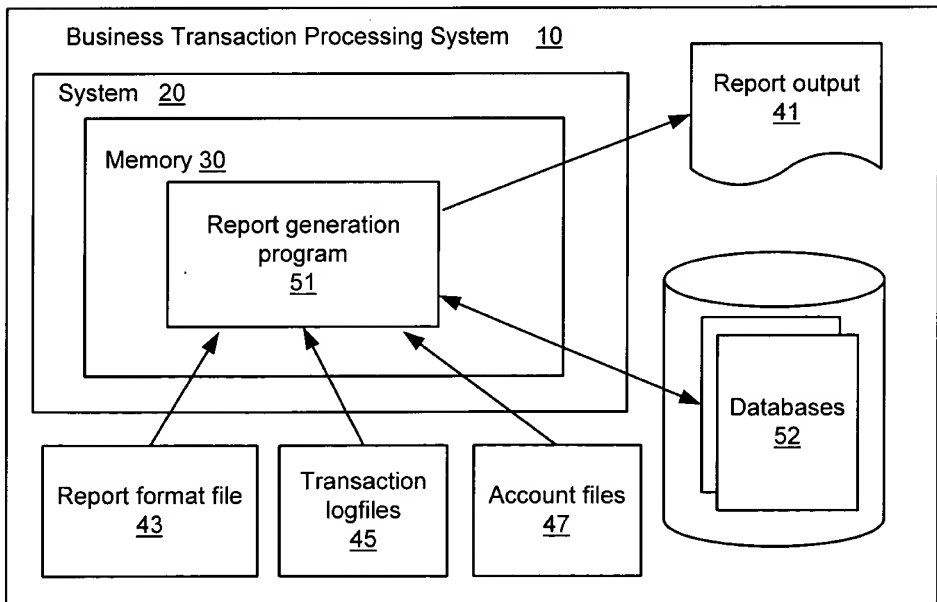 Business Transaction Processing System 10
System 20
Memory 30
Report generation
program
51
Report output
41
Databases
52
Report format file
43
Transaction
logfiles
45
Account files
47